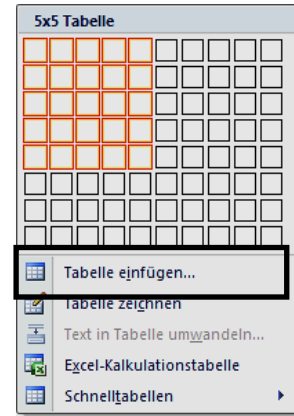 5x5 Tabelle
Tabelle einfügen...
Tabelle zeichnen
Text in Tabelle umwandeln...
Excel-Kalkulationstabelle
Schnelltabellen